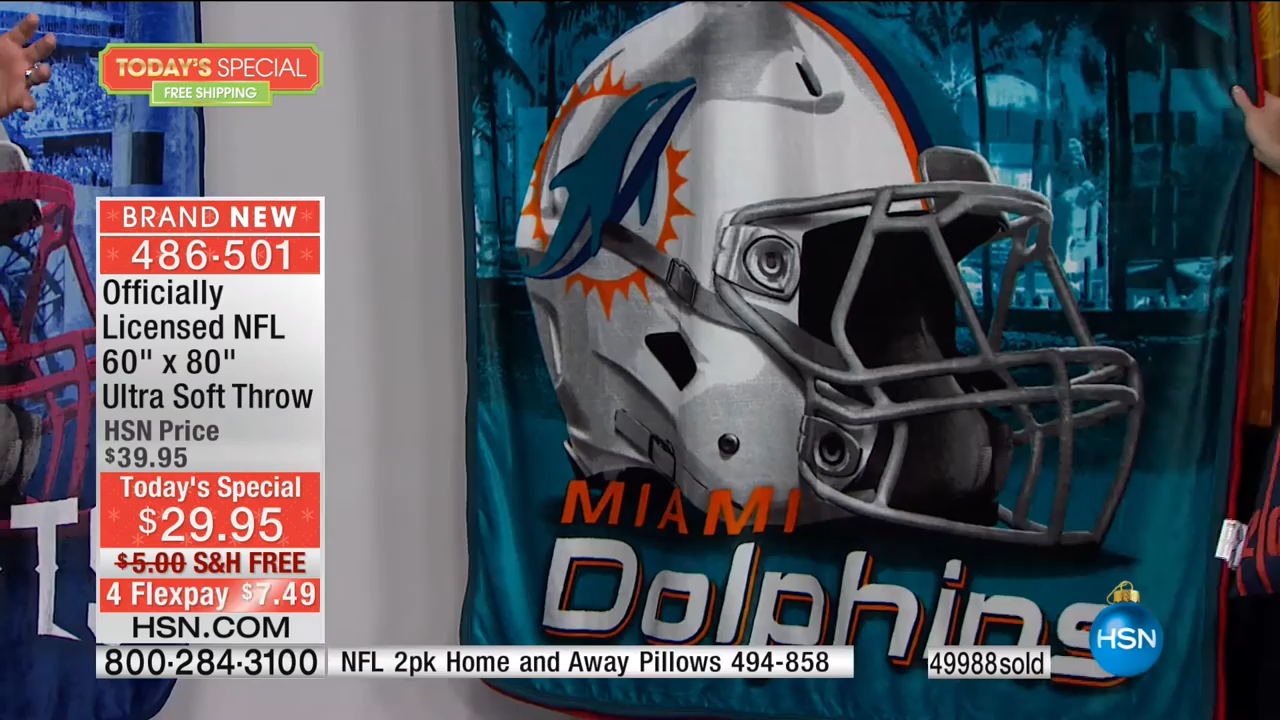 TODAY'S SPECIAL
FREE SHIPPING
BRAND NEW
486·501
Officially
Licensed NFL
60" x 80"
Ultra Soft Throw
HSN Price
$39.95
Today's Special
$29.95
$5.00 S&H FREE
4 Flexpay $7.49
HSN.COM
800·284·3100
NFL 2pk Home and Away Pillows 494-858
49988sold
HSN
MIAMI
Dolphins